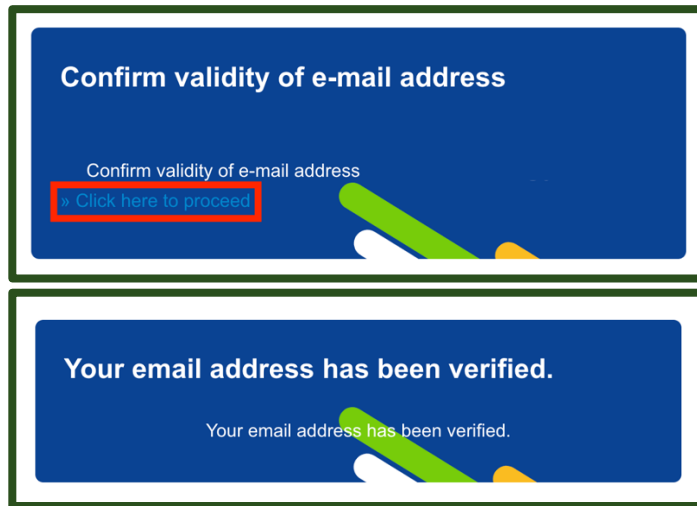 Confirm validity of e-mail address
Confirm validity of e-mail address
» Click here to proceed
Your email address has been verified.
Your email address has been verified.